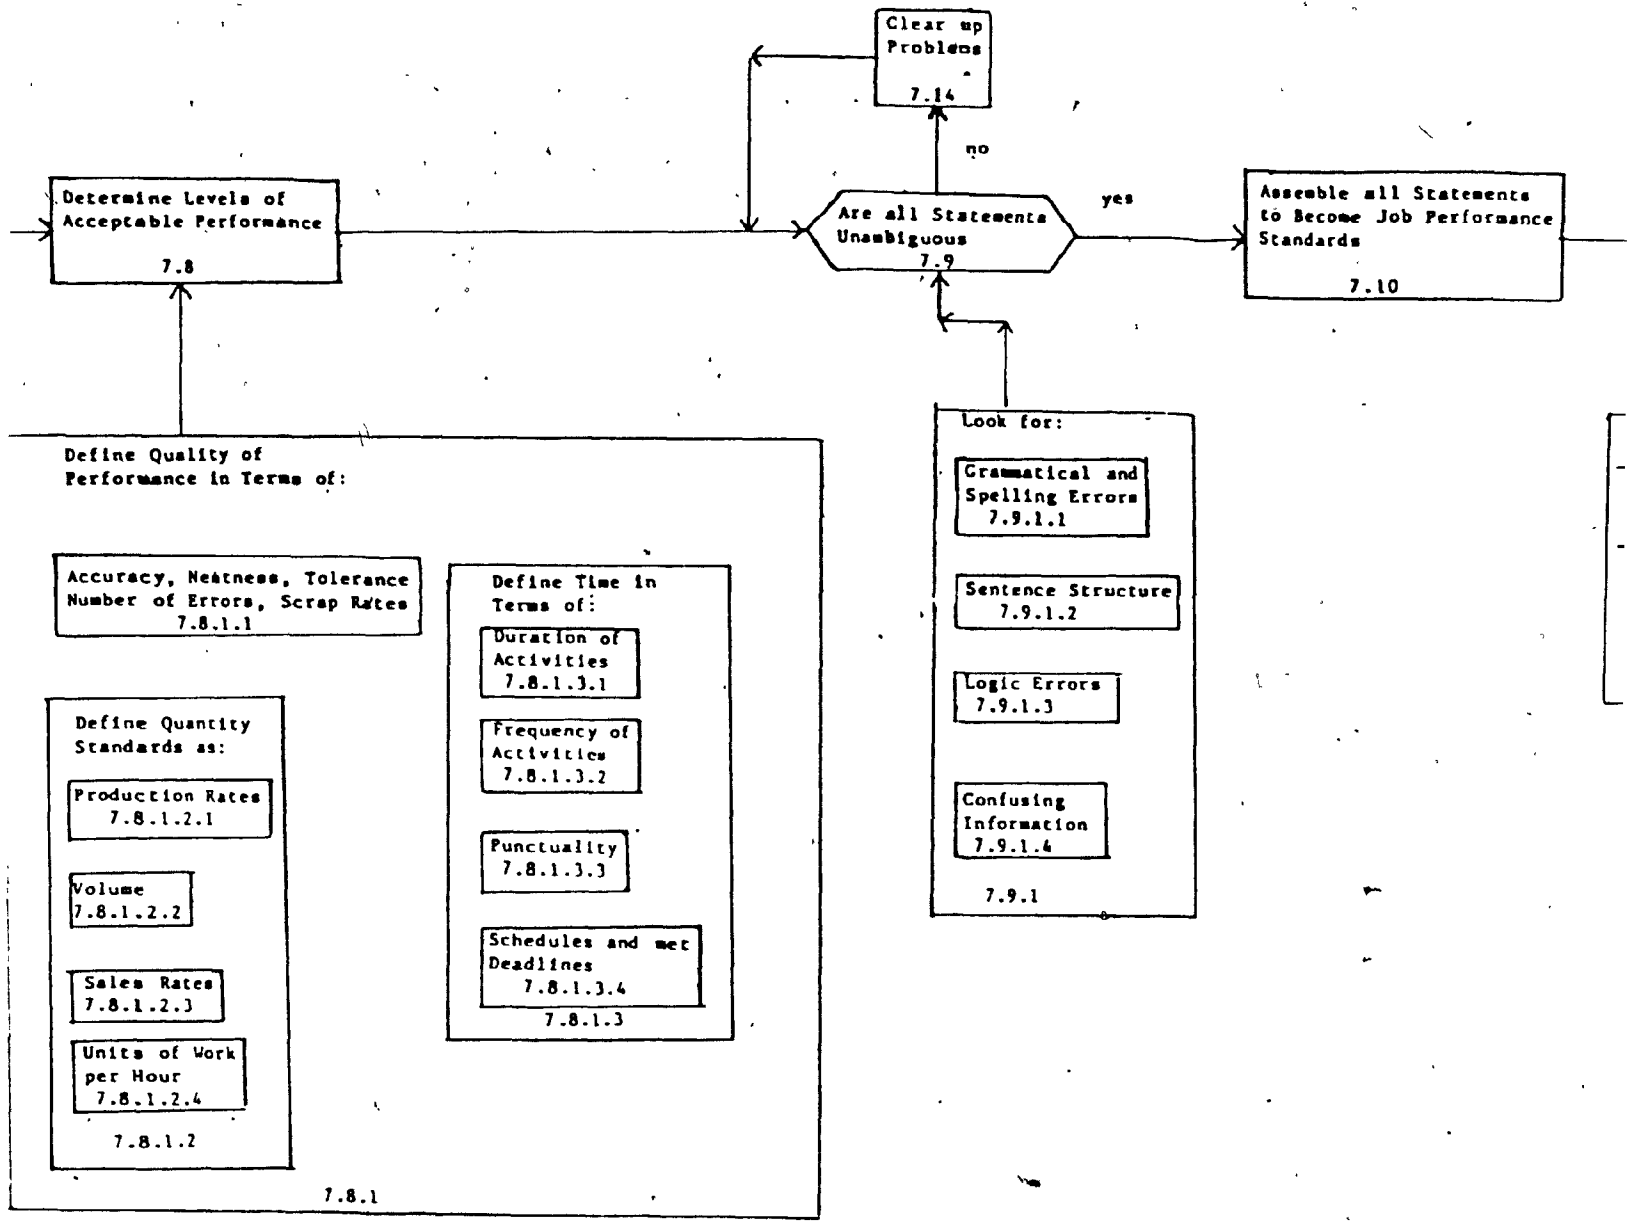 Clear up
Problems
7.14
no
Determine Levels of
Acceptable Performance
7.8
Are all Statements
Unambiguous
7.9
yes
Assemble all Statements
to Become Job Performance
Standards
7.10
Define Quality of
Performance in Terms of:
Accuracy, Neatness, Tolerance
Number of Errors, Scrap Rates
7.8.1.1
Define Quantity
Standards as:
Production Rates
7.8.1.2.1
Volume
7.8.1.2.2
Sales Rates
7.8.1.2.3
Units of Work
per Hour
7.8.1.2.4
7.8.1.2
Define Time in
Terms of:
Duration of
Activities
7.8.1.3.1
Frequency of
Activities
7.8.1.3.2
Punctuality
7.8.1.3.3
Schedules and met
Deadlines
7.8.1.3.4
7.8.1.3
7.8.1
Look for:
Grammatical and
Spelling Errors
7.9.1.1
Sentence Structure
7.9.1.2
Logic Errors
7.9.1.3
Confusing
Information
7.9.1.4
7.9.1